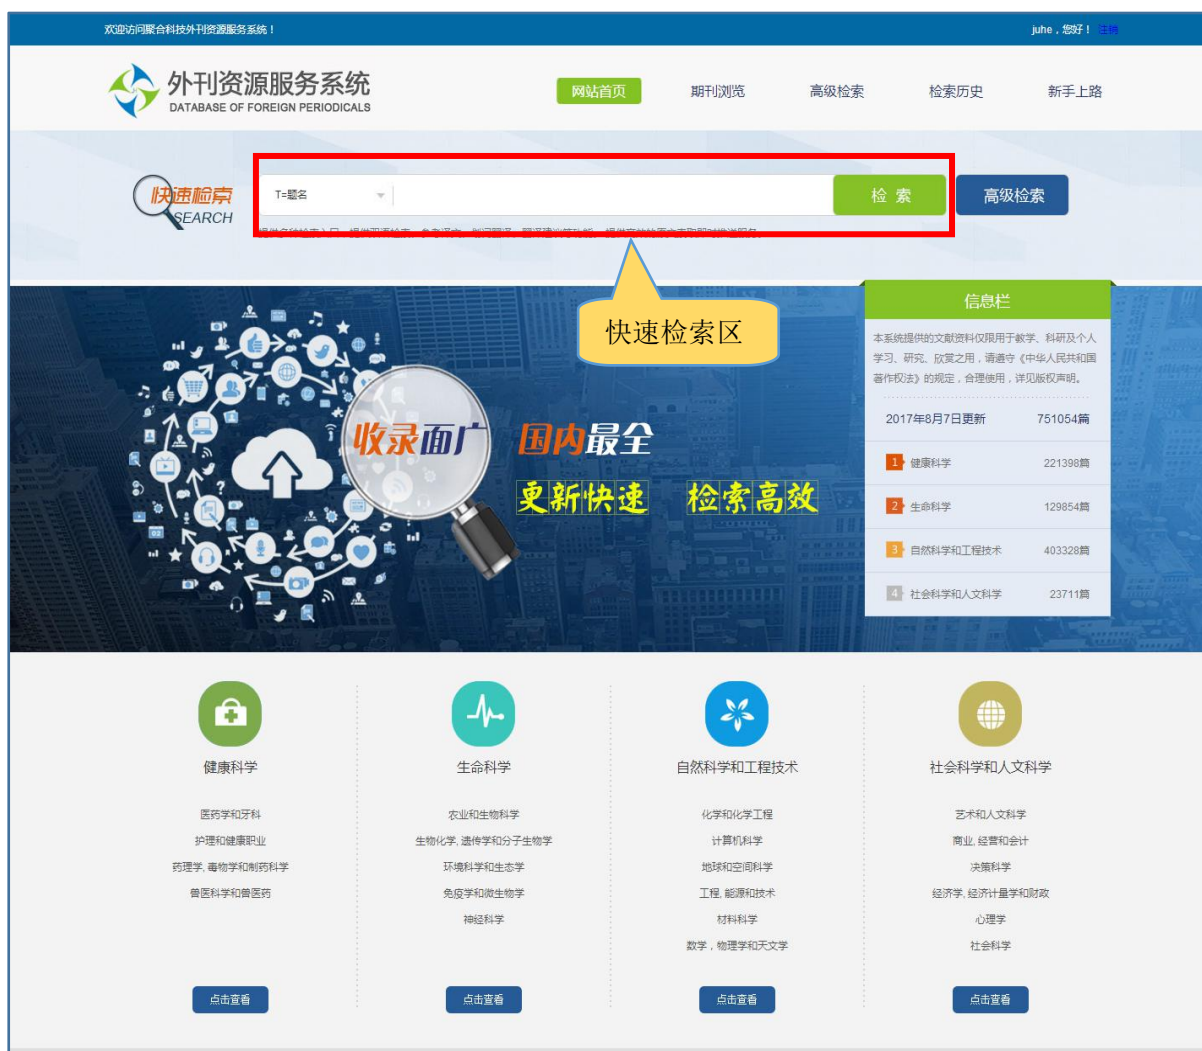 欢迎访问聚合科技外刊资源服务系统！
juhe，您好！ 注销
外刊资源服务系统
DATABASE OF FOREIGN PERIODICALS
网站首页 期刊浏览 高级检索 检索历史 新手上路
快速检索
SEARCH
T=题名
检 索
高级检索
快速检索区
收录面广 国内最全
更新快速 检索高效
信息栏
本系统提供的文献资料仅限用于教学、科研及个人
学习、研究、欣赏之用，请遵守《中华人民共和国
著作权法》的规定，合理使用，详见版权声明。
2017年8月7日更新 751054篇
1 健康科学 221398篇
2 生命科学 129854篇
3 自然科学和工程技术 403328篇
4 社会科学和人文科学 23711篇
健康科学
医药学和牙科
护理和健康职业
药理学,毒物学和制药科学
兽医科学和兽医药
点击查看
生命科学
农业和生物科学
生物化学,遗传学和分子生物学
环境科学和生态学
免疫学和微生物学
神经科学
点击查看
自然科学和工程技术
化学和化学工程
计算机科学
地球和空间科学
工程,能源和技术
材料科学
数学，物理学和天文学
点击查看
社会科学和人文科学
艺术和人文科学
商业,经营和会计
决策科学
经济学,经济计量学和财政
心理学
社会科学
点击查看